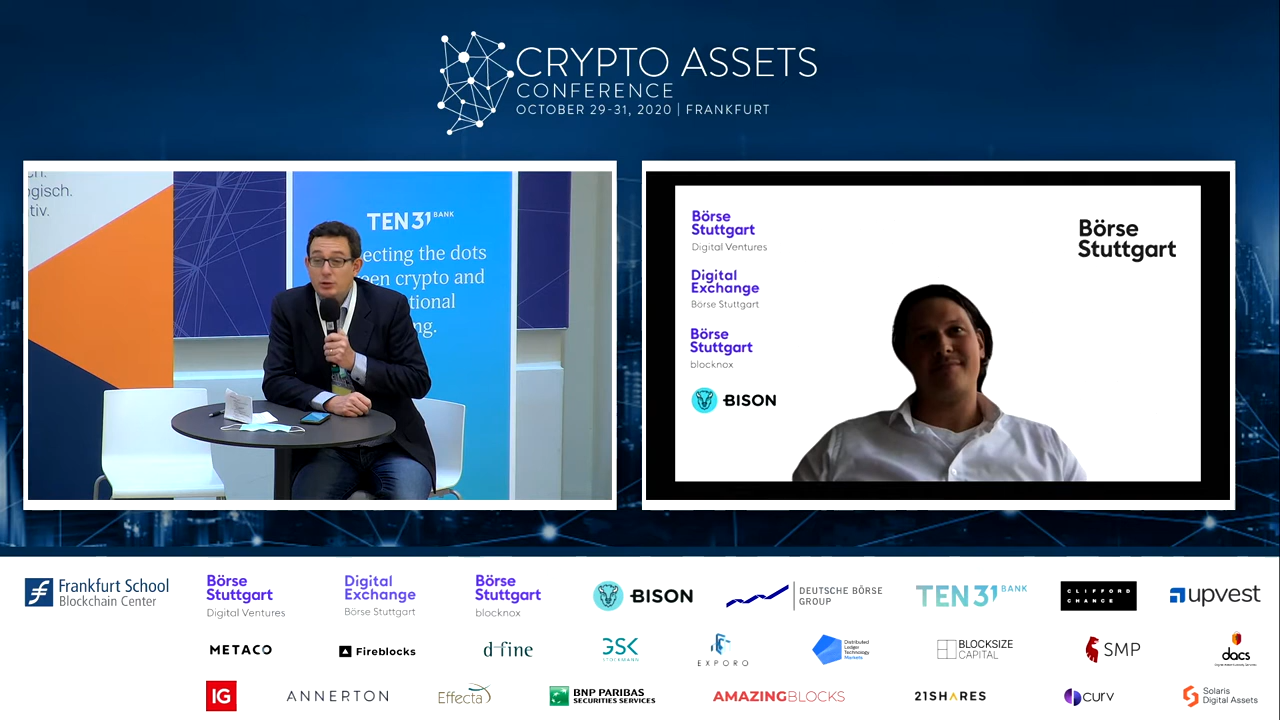 CRYPTO ASSETS
CONFERENCE
OCTOBER 29-31, 2020 | FRANKFURT
ch.
gisch.
tiv.
TEN31 BANK
ecting the dots
een crypto and
tional
ng.
Börse
Stuttgart
Digital Ventures
Digital
Exchange
Börse Stuttgart
Börse
Stuttgart
blocknox
BISON
Börse
Stuttgart
Frankfurt School
Blockchain Center
Börse
Stuttgart
Digital Ventures
Digital
Exchange
Börse Stuttgart
Börse
Stuttgart
blocknox
BISON
DEUTSCHE BÖRSE
GROUP
TEN31 BANK
CLIFFORD
CHANCE
upvest
METACO
Fireblocks
d-fine
GSK
STOCKMANN
EXPORO
Distributed
Ledger
Technology
Markets
BLOCKSIZE
CAPITAL
SMP
dacs
IG
ANNERTON
Effecta
BNP PARIBAS
SECURITIES SERVICES
AMAZINGBLOCKS
21SHARES
curv
Solaris
Digital Assets